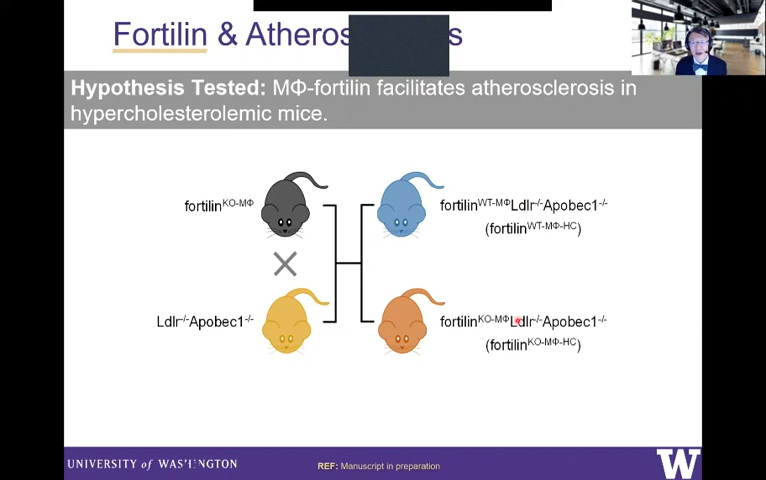 Fortilin & Atheros s
Hypothesis Tested: MΦ-fortilin facilitates atherosclerosis in
hypercholesterolemic mice.
fortilinKO-MΦ
fortilinWT-MΦLdlr-/-Apobec1-/-
(fortilinWT-MΦ-HC)
Ldlr-/-Apobec1-/-
fortilinKO-MΦLdlr-/-Apobec1-/-
(fortilinKO-MΦ-HC)
UNIVERSITY of WASHINGTON
REF: Manuscript in preparation
W